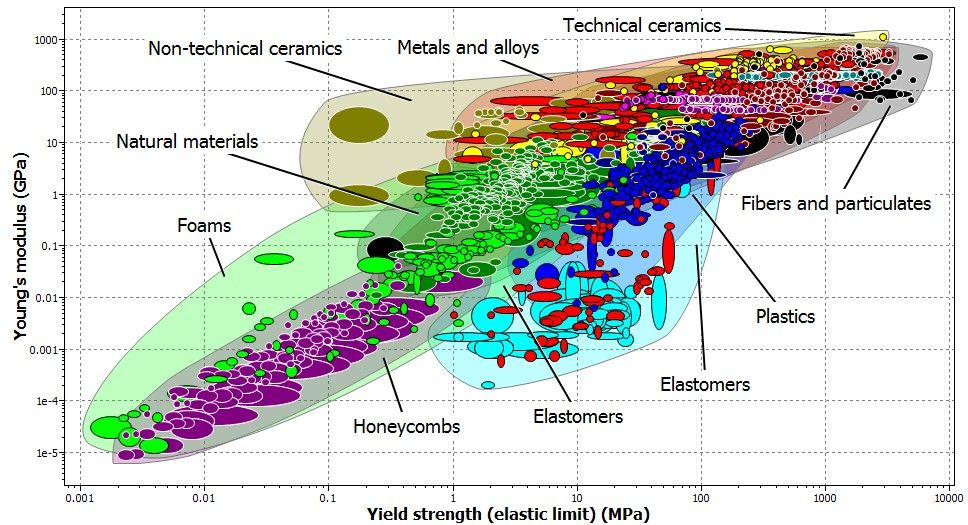 Technical ceramics
Non-technical ceramics
Metals and alloys
Natural materials
Foams
Fibers and particulates
Plastics
Elastomers
Elastomers
Honeycombs
Young's modulus (GPa)
1000
100
10
1
0.1
0.01
0.001
1e-4
1e-5
0.001 0.01 0.1 1 10 100 1000 10000
Yield strength (elastic limit) (MPa)